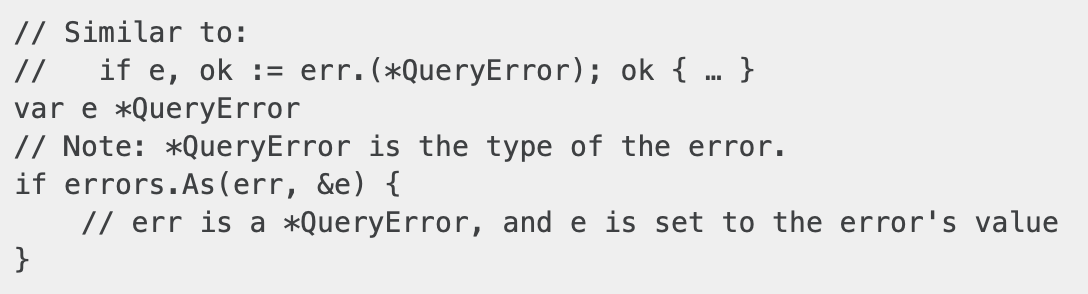 // Similar to:
//   if e, ok := err.(*QueryError); ok { … }
var e *QueryError
// Note: *QueryError is the type of the error.
if errors.As(err, &e) {
    // err is a *QueryError, and e is set to the error's value
}